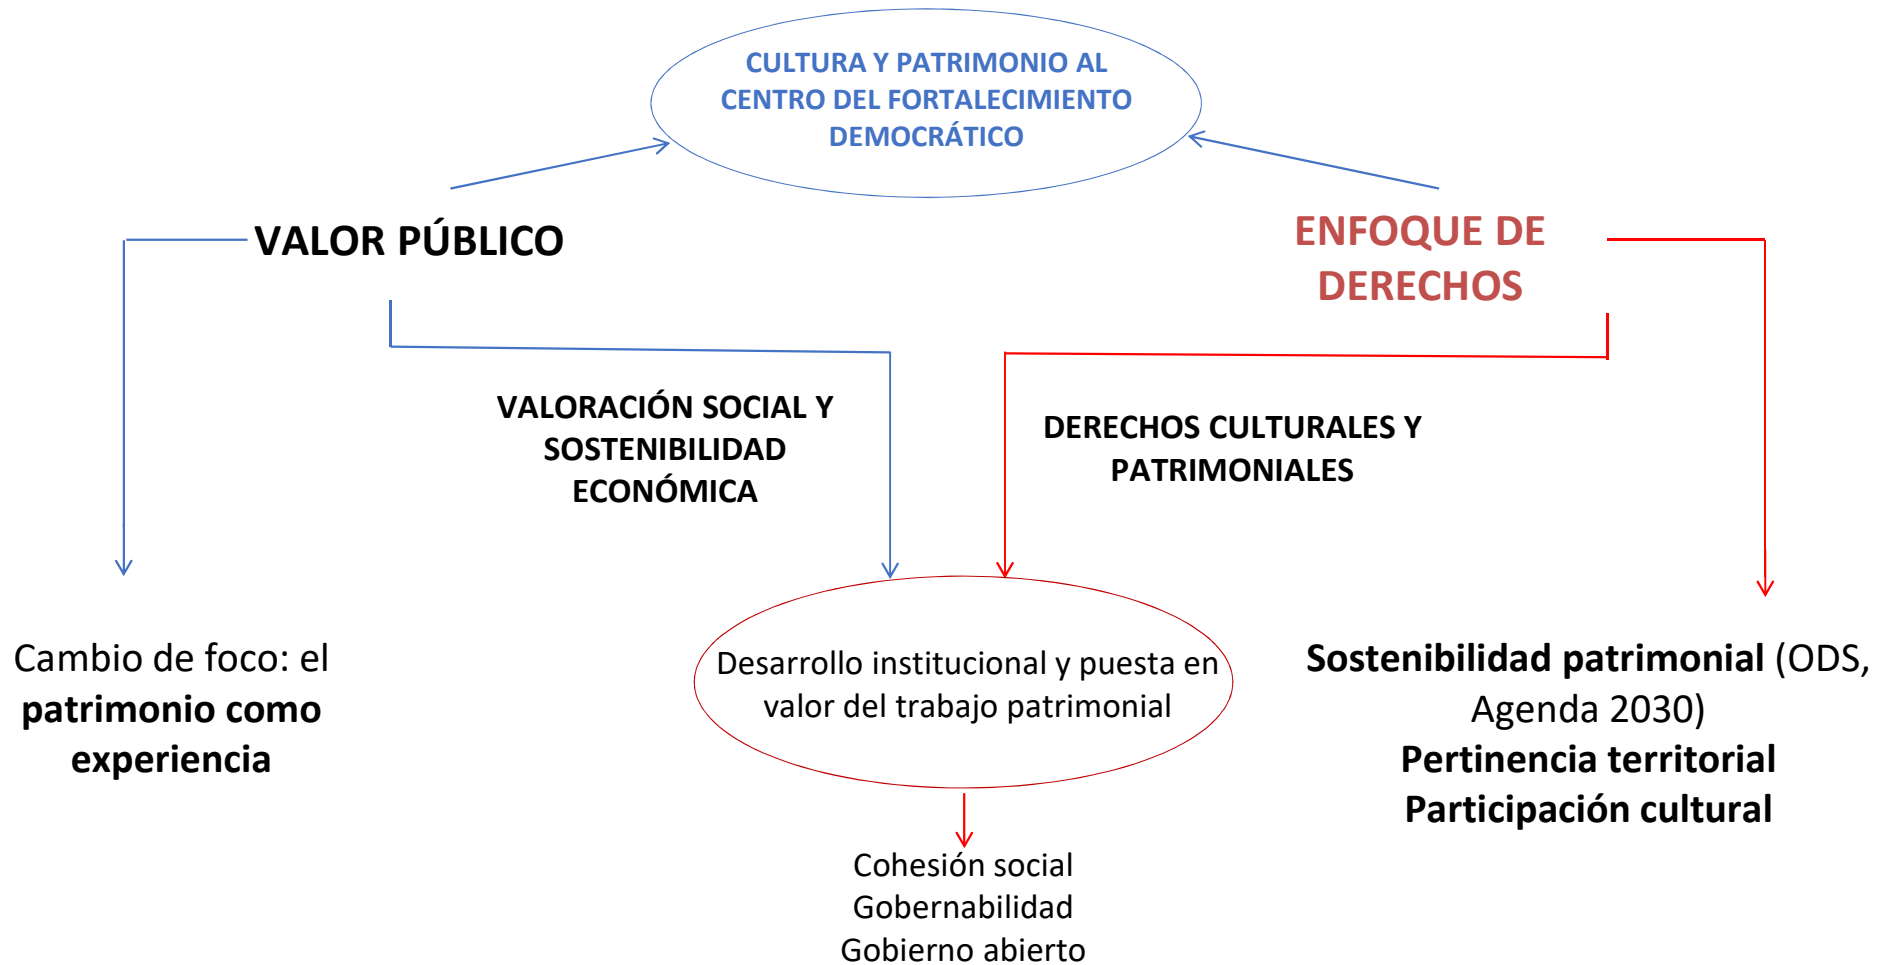 CULTURA Y PATRIMONIO AL
CENTRO DEL FORTALECIMIENTO
DEMOCRÁTICO
VALOR PÚBLICO
ENFOQUE DE
DERECHOS
VALORACIÓN SOCIAL Y
SOSTENIBILIDAD
ECONÓMICA
DERECHOS CULTURALES Y
PATRIMONIALES
Cambio de foco: el
patrimonio como
experiencia
Desarrollo institucional y puesta en
valor del trabajo patrimonial
Sostenibilidad patrimonial (ODS,
Agenda 2030)
Pertinencia territorial
Participación cultural
Cohesión social
Gobernabilidad
Gobierno abierto